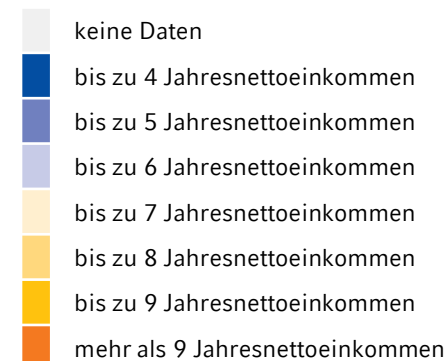 keine Daten
bis zu 4 Jahresnettoeinkommen
bis zu 5 Jahresnettoeinkommen
bis zu 6 Jahresnettoeinkommen
bis zu 7 Jahresnettoeinkommen
bis zu 8 Jahresnettoeinkommen
bis zu 9 Jahresnettoeinkommen
mehr als 9 Jahresnettoeinkommen